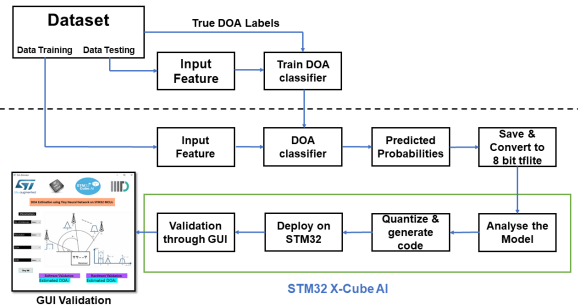 Dataset
True DOA Labels
Data Training
Data Testing
Input
Feature
Train DOA
classifier
Input
Feature
DOA
classifier
Predicted
Probabilities
Save &
Convert to
8 bit tflite
Validation
through GUI
Deploy on
STM32
Quantize &
generate
code
Analyse the
Model
STM32 X-Cube AI
GUI Validation